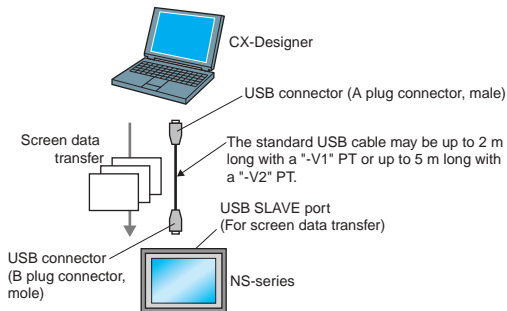 CX-Designer
USB connector (A plug connector, male)
Screen data
transfer
The standard USB cable may be up to 2 m
long with a "-V1" PT or up to 5 m long with
a "-V2" PT.
USB SLAVE port
(For screen data transfer)
USB connector
(B plug connector,
mole)
NS-series